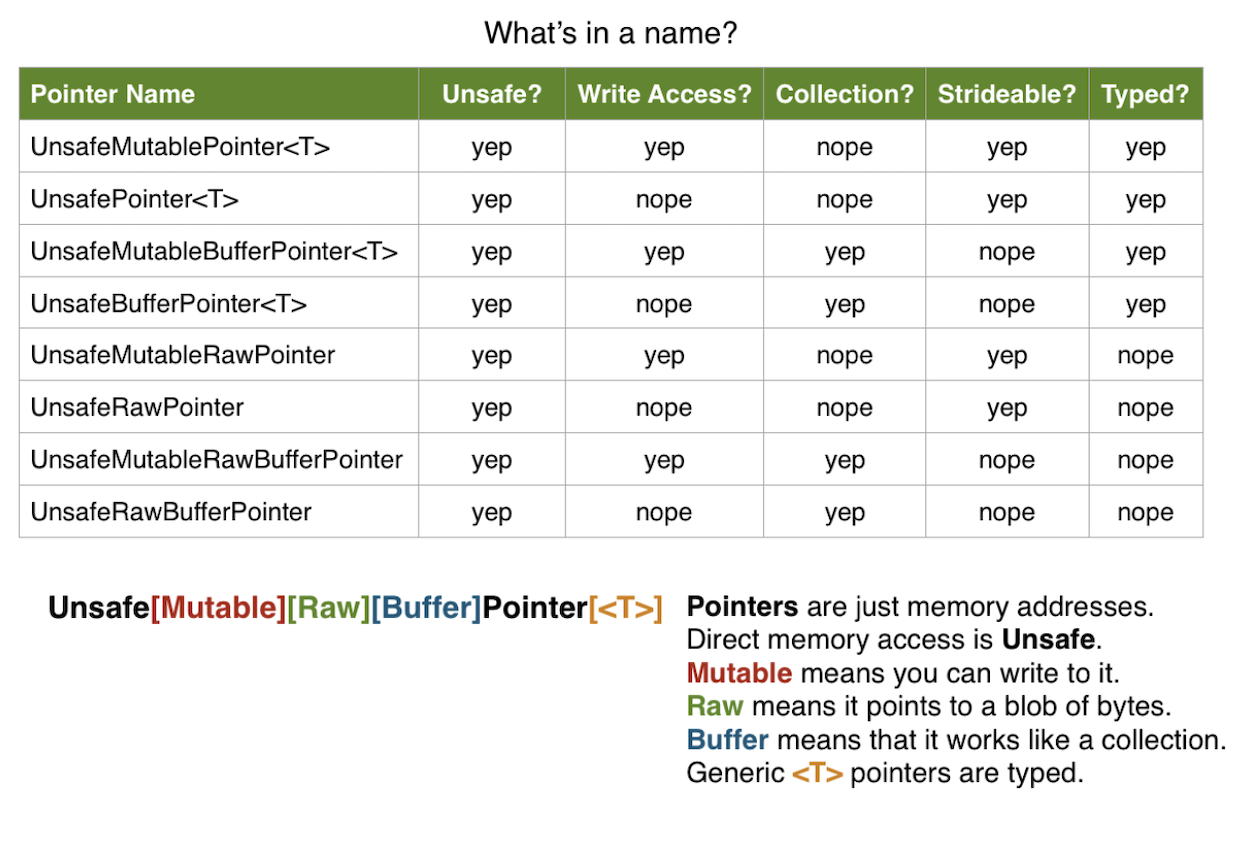 What’s in a name?
Pointer Name Unsafe? Write Access? Collection? Strideable? Typed?
UnsafeMutablePointer<T> yep yep nope yep yep
UnsafePointer<T> yep nope nope yep yep
UnsafeMutableBufferPointer<T> yep yep yep nope yep
UnsafeBufferPointer<T> yep nope yep nope yep
UnsafeMutableRawPointer yep yep nope yep nope
UnsafeRawPointer yep nope nope yep nope
UnsafeMutableRawBufferPointer yep yep yep nope nope
UnsafeRawBufferPointer yep nope yep nope nope
Unsafe[Mutable][Raw][Buffer]Pointer[<T>]
Pointers are just memory addresses.
Direct memory access is Unsafe.
Mutable means you can write to it.
Raw means it points to a blob of bytes.
Buffer means that it works like a collection.
Generic <T> pointers are typed.